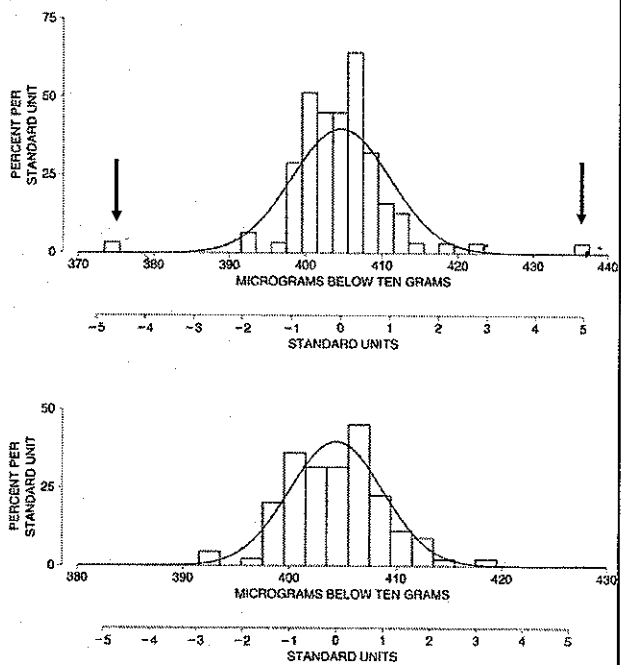 PERCENT PER
STANDARD UNIT
75
50
25
0
370 380 390 400 410 420 430 440
MICROGRAMS BELOW TEN GRAMS
-5 -4 -3 -2 -1 0 1 2 3 4 5
STANDARD UNITS
PERCENT PER
STANDARD UNIT
50
25
0
380 390 400 410 420 430
MICROGRAMS BELOW TEN GRAMS
-5 -4 -3 -2 -1 0 1 2 3 4 5
STANDARD UNITS